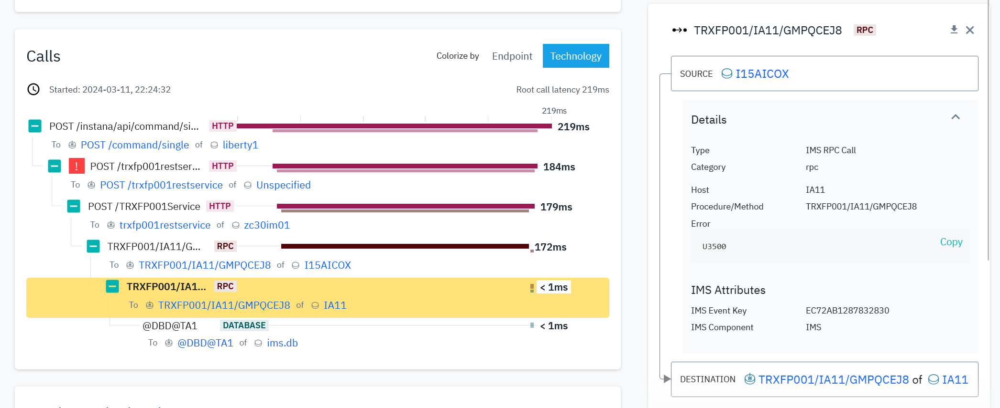 Calls
Colorize by Endpoint Technology
Started: 2024-03-11, 22:24:32
Root call latency 219ms
219ms
POST /instana/api/command/si... HTTP 219ms
To POST /command/single of liberty1
! POST /trxfp001restser... HTTP 184ms
To POST /trxfp001restservice of Unspecified
POST /TRXFP001Service HTTP 179ms
To trxfp001restservice of zc30im01
TRXFP001/IA11/G... RPC 172ms
To TRXFP001/IA11/GMPQCEJ8 of I15AICOX
TRXFP001/IA1... RPC < 1ms
To TRXFP001/IA11/GMPQCEJ8 of IA11
@DBD@TA1 DATABASE < 1ms
To @DBD@TA1 of ims.db
TRXFP001/IA11/GMPQCEJ8 RPC
SOURCE I15AICOX
Details
Type IMS RPC Call
Category rpc
Host IA11
Procedure/Method TRXFP001/IA11/GMPQCEJ8
Error
U3500 Copy
IMS Attributes
IMS Event Key EC72AB1287832830
IMS Component IMS
DESTINATION TRXFP001/IA11/GMPQCEJ8 of IA11